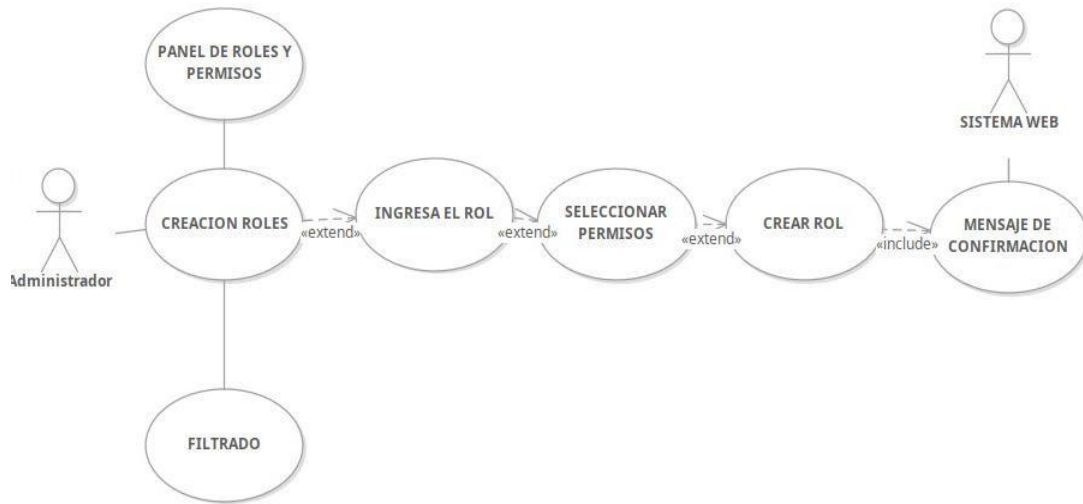 PANEL DE ROLES Y
PERMISOS
SISTEMA WEB
Administrador
CREACION ROLES
«extend»
INGRESA EL ROL
«extend»
SELECCIONAR
PERMISOS
«extend»
CREAR ROL
«include»
MENSAJE DE
CONFIRMACION
FILTRADO